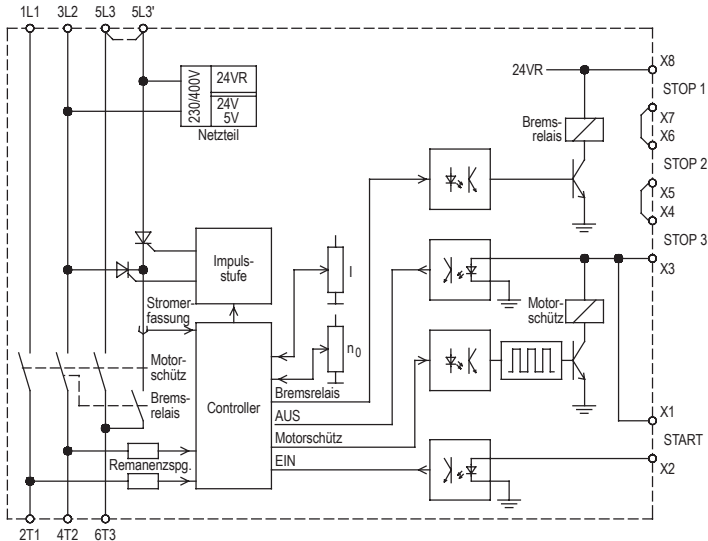 1L1 3L2 5L3 5L3'
230/400V
24VR
24V
5V
Netzteil
24VR
X8
STOP 1
Brems-
relais
X7
X6
STOP 2
X5
X4
STOP 3
X3
Impuls-
stufe
I
Stromer-
fassung
n0
Motor-
schütz
Motor-
schütz
Brems-
relais
Controller
Bremsrelais
AUS
Motorschütz
EIN
Remanenzspg.
X1
START
X2
2T1 4T2 6T3